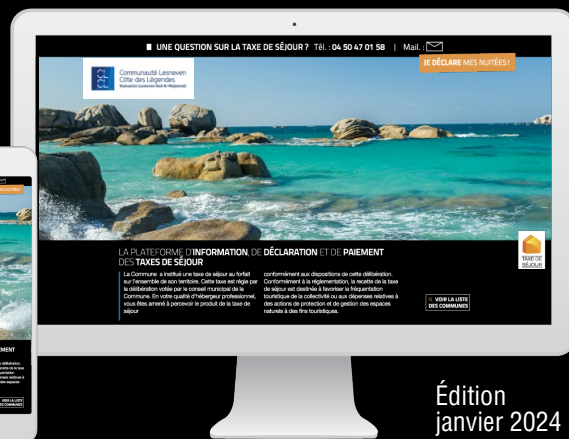 UNE QUESTION SUR LA TAXE DE SÉJOUR ? Tél. : 04 50 47 01 58 | Mail. :
JE DÉCLARE MES NUITÉES !
Communauté Lesneven
Côte des Légendes
LA PLATEFORME D'INFORMATION, DE DÉCLARATION ET DE PAIEMENT
DES TAXES DE SÉJOUR
La Commune a institué une taxe de séjour au forfait
sur l'ensemble de son territoire. Cette taxe est régie par
la délibération votée par le conseil municipal de la
Commune. En votre qualité d'hébergeur professionnel,
vous êtes amené à percevoir le produit de la taxe de
séjour
conformément aux dispositions de cette délibération.
Conformément à la réglementation, la recette de la taxe
de séjour est destinée à favoriser la fréquentation
touristique de la collectivité ou aux dépenses relatives à
des actions de protection et de gestion des espaces
naturels à des fins touristiques.
TAXE DE
SÉJOUR
VOIR LA LISTE
DES COMMUNES
EMENT
VOIR LA LISTE
DES COMMUNES
Édition
janvier 2024